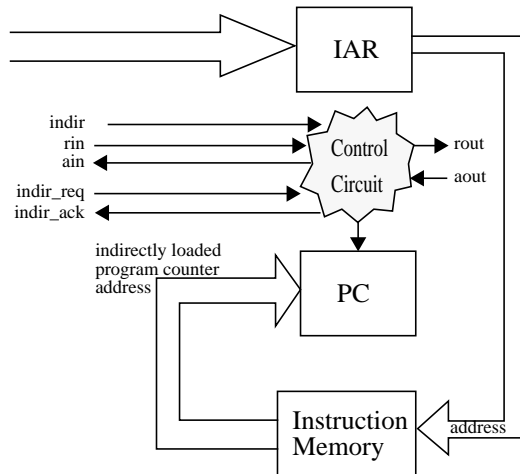 IAR
indir
rin
ain
indir_req
indir_ack
Control
Circuit
rout
aout
indirectly loaded
program counter
address
PC
Instruction
Memory
address